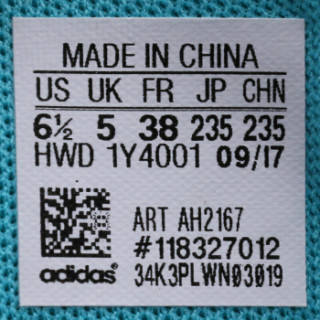 MADE IN CHINA
US UK FR JP CHN
6½ 5 38 235 235
HWD 1Y4001 09/17
ART AH2167
#118327012
adidas® 34K3PLWN03019